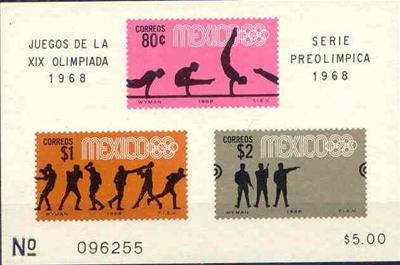 JUEGOS DE LA
XIX OLIMPIADA
1968
SERIE
PREOLIMPICA
1968
CORREOS
80¢
MEXICO
WYMAN 1968 T.I.E.V.
CORREOS
$1
MEXICO
WYMAN 1968 T.I.E.V.
CORREOS
$2
MEXICO
WYMAN 1968 T.I.E.V.
Nº 096255
$5.00